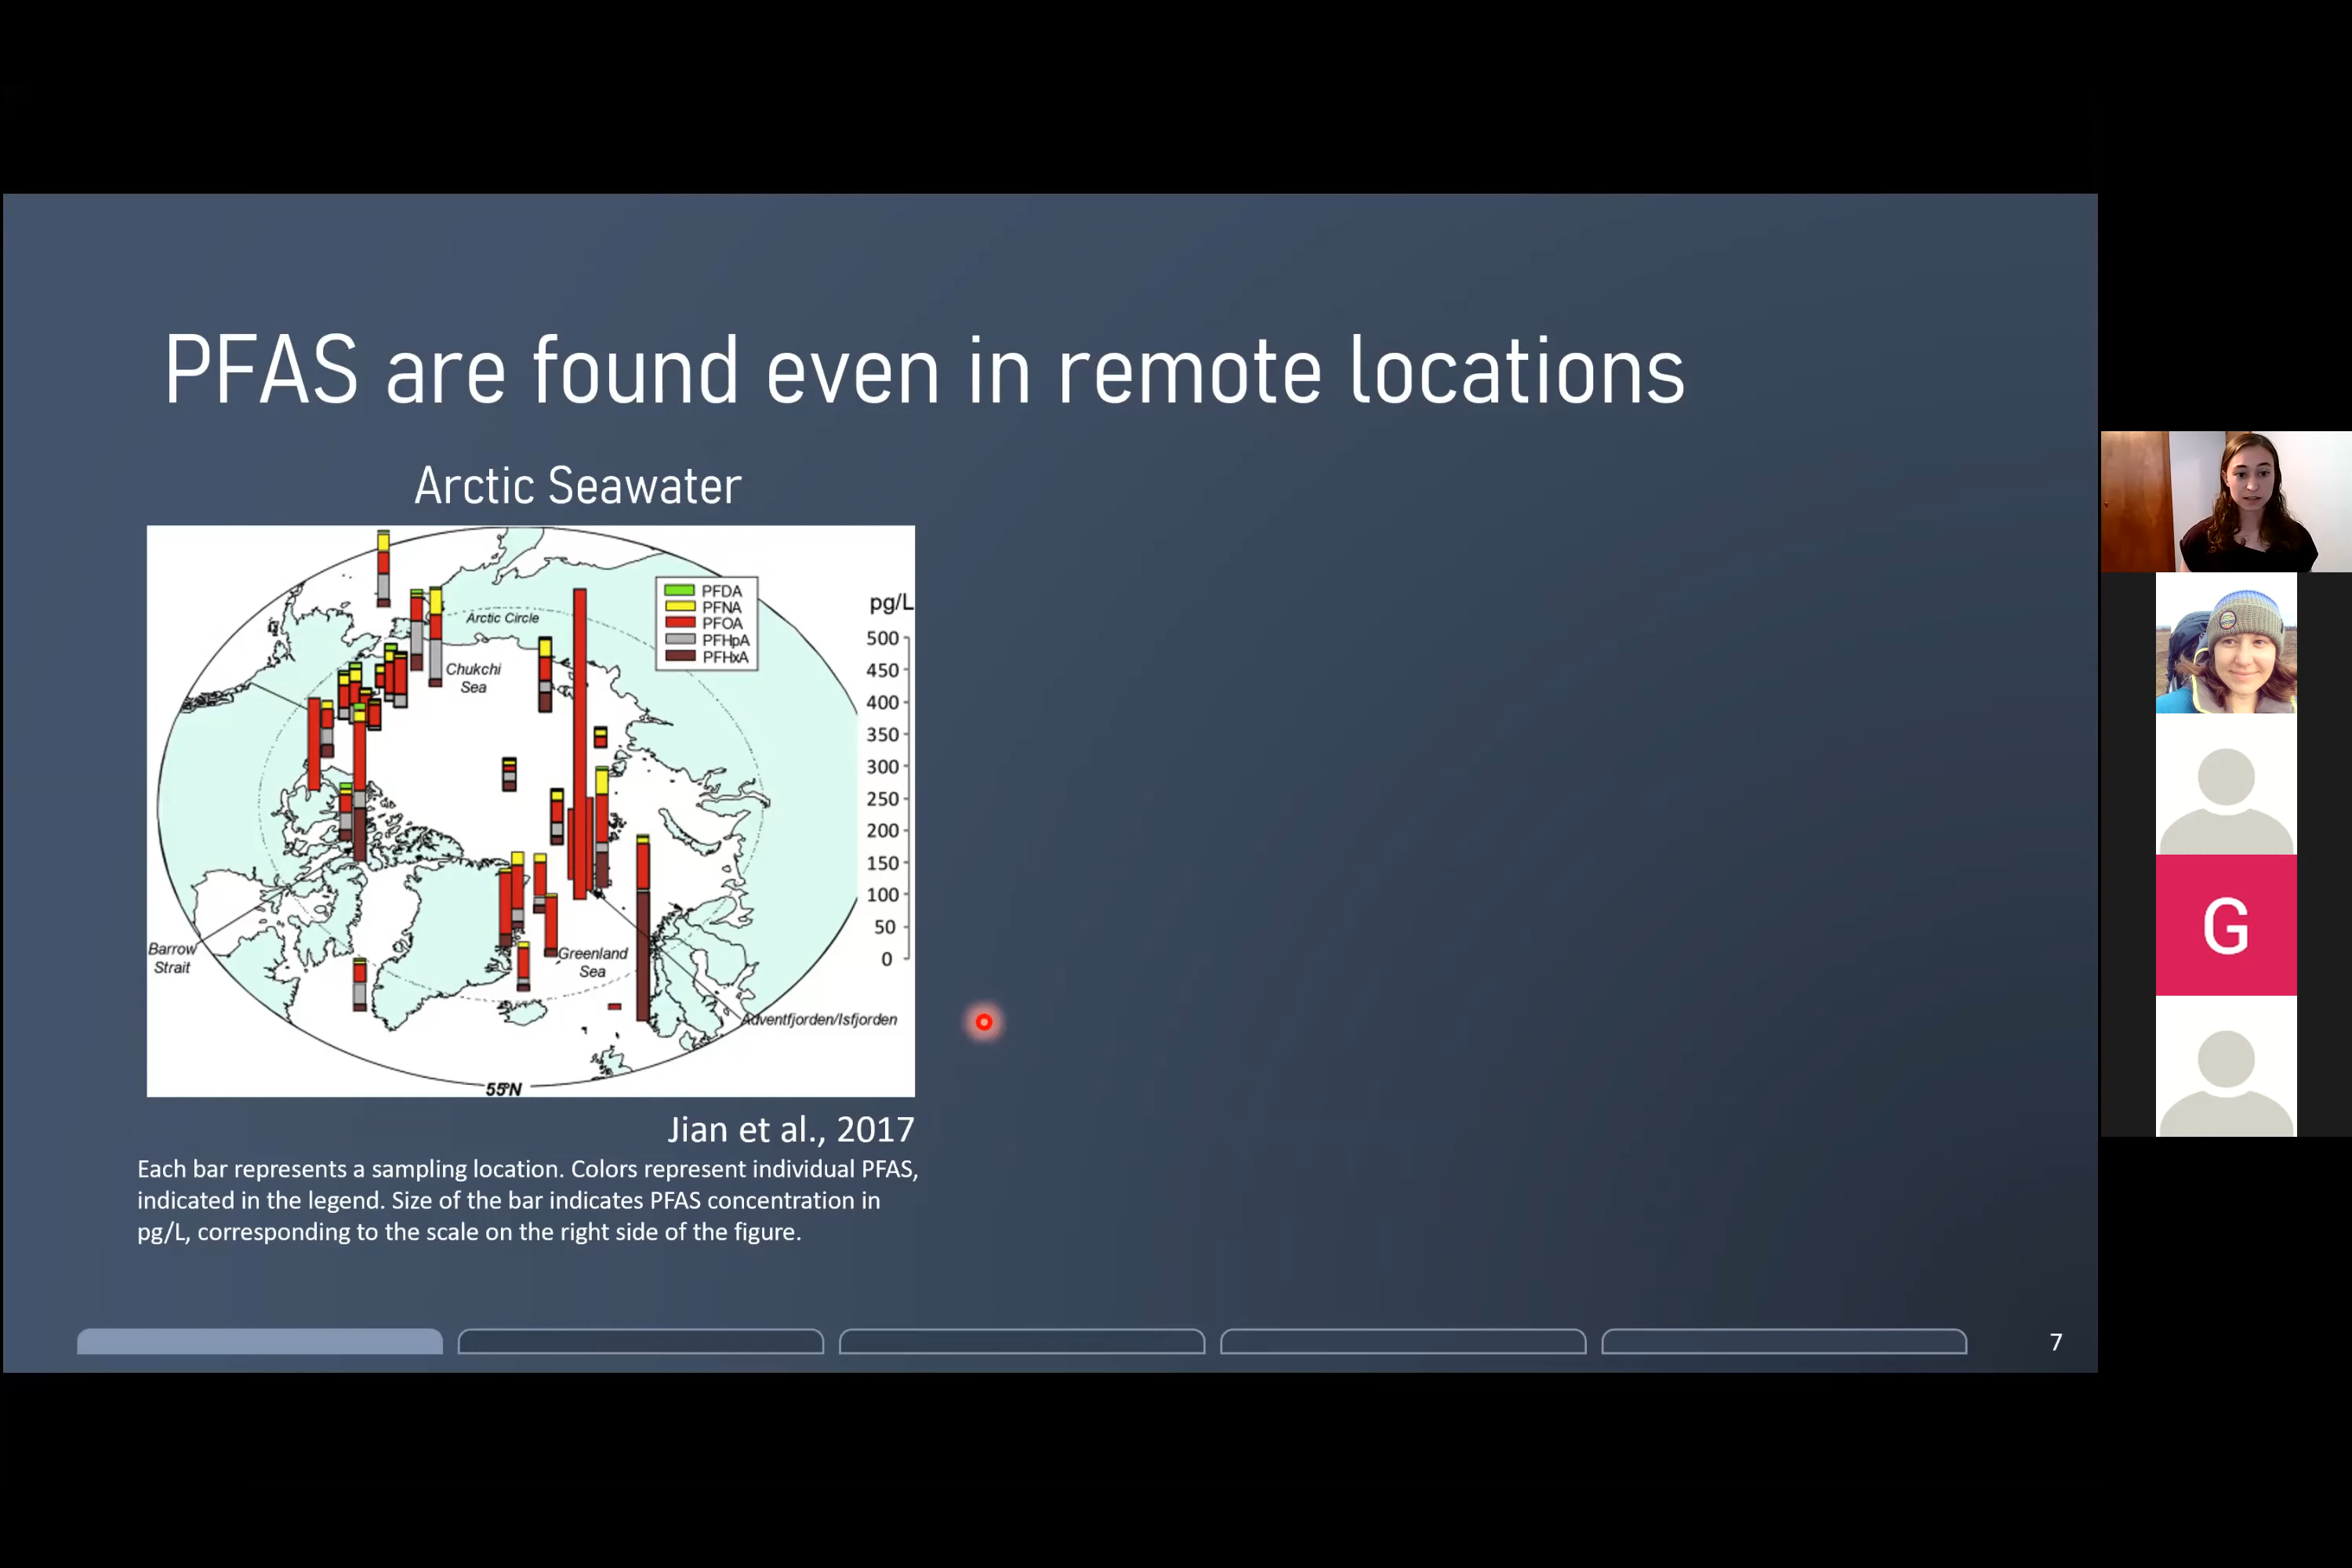 PFAS are found even in remote locations
Arctic Seawater
PFDA
PFNA
PFOA
PFHpA
PFHxA
pg/L
500
450
400
350
300
250
200
150
100
50
0
Arctic Circle
Chukchi
Sea
Barrow
Strait
Greenland
Sea
Adventfjorden/Isfjorden
55°N
Jian et al., 2017
Each bar represents a sampling location. Colors represent individual PFAS,
indicated in the legend. Size of the bar indicates PFAS concentration in
pg/L, corresponding to the scale on the right side of the figure.
7
G